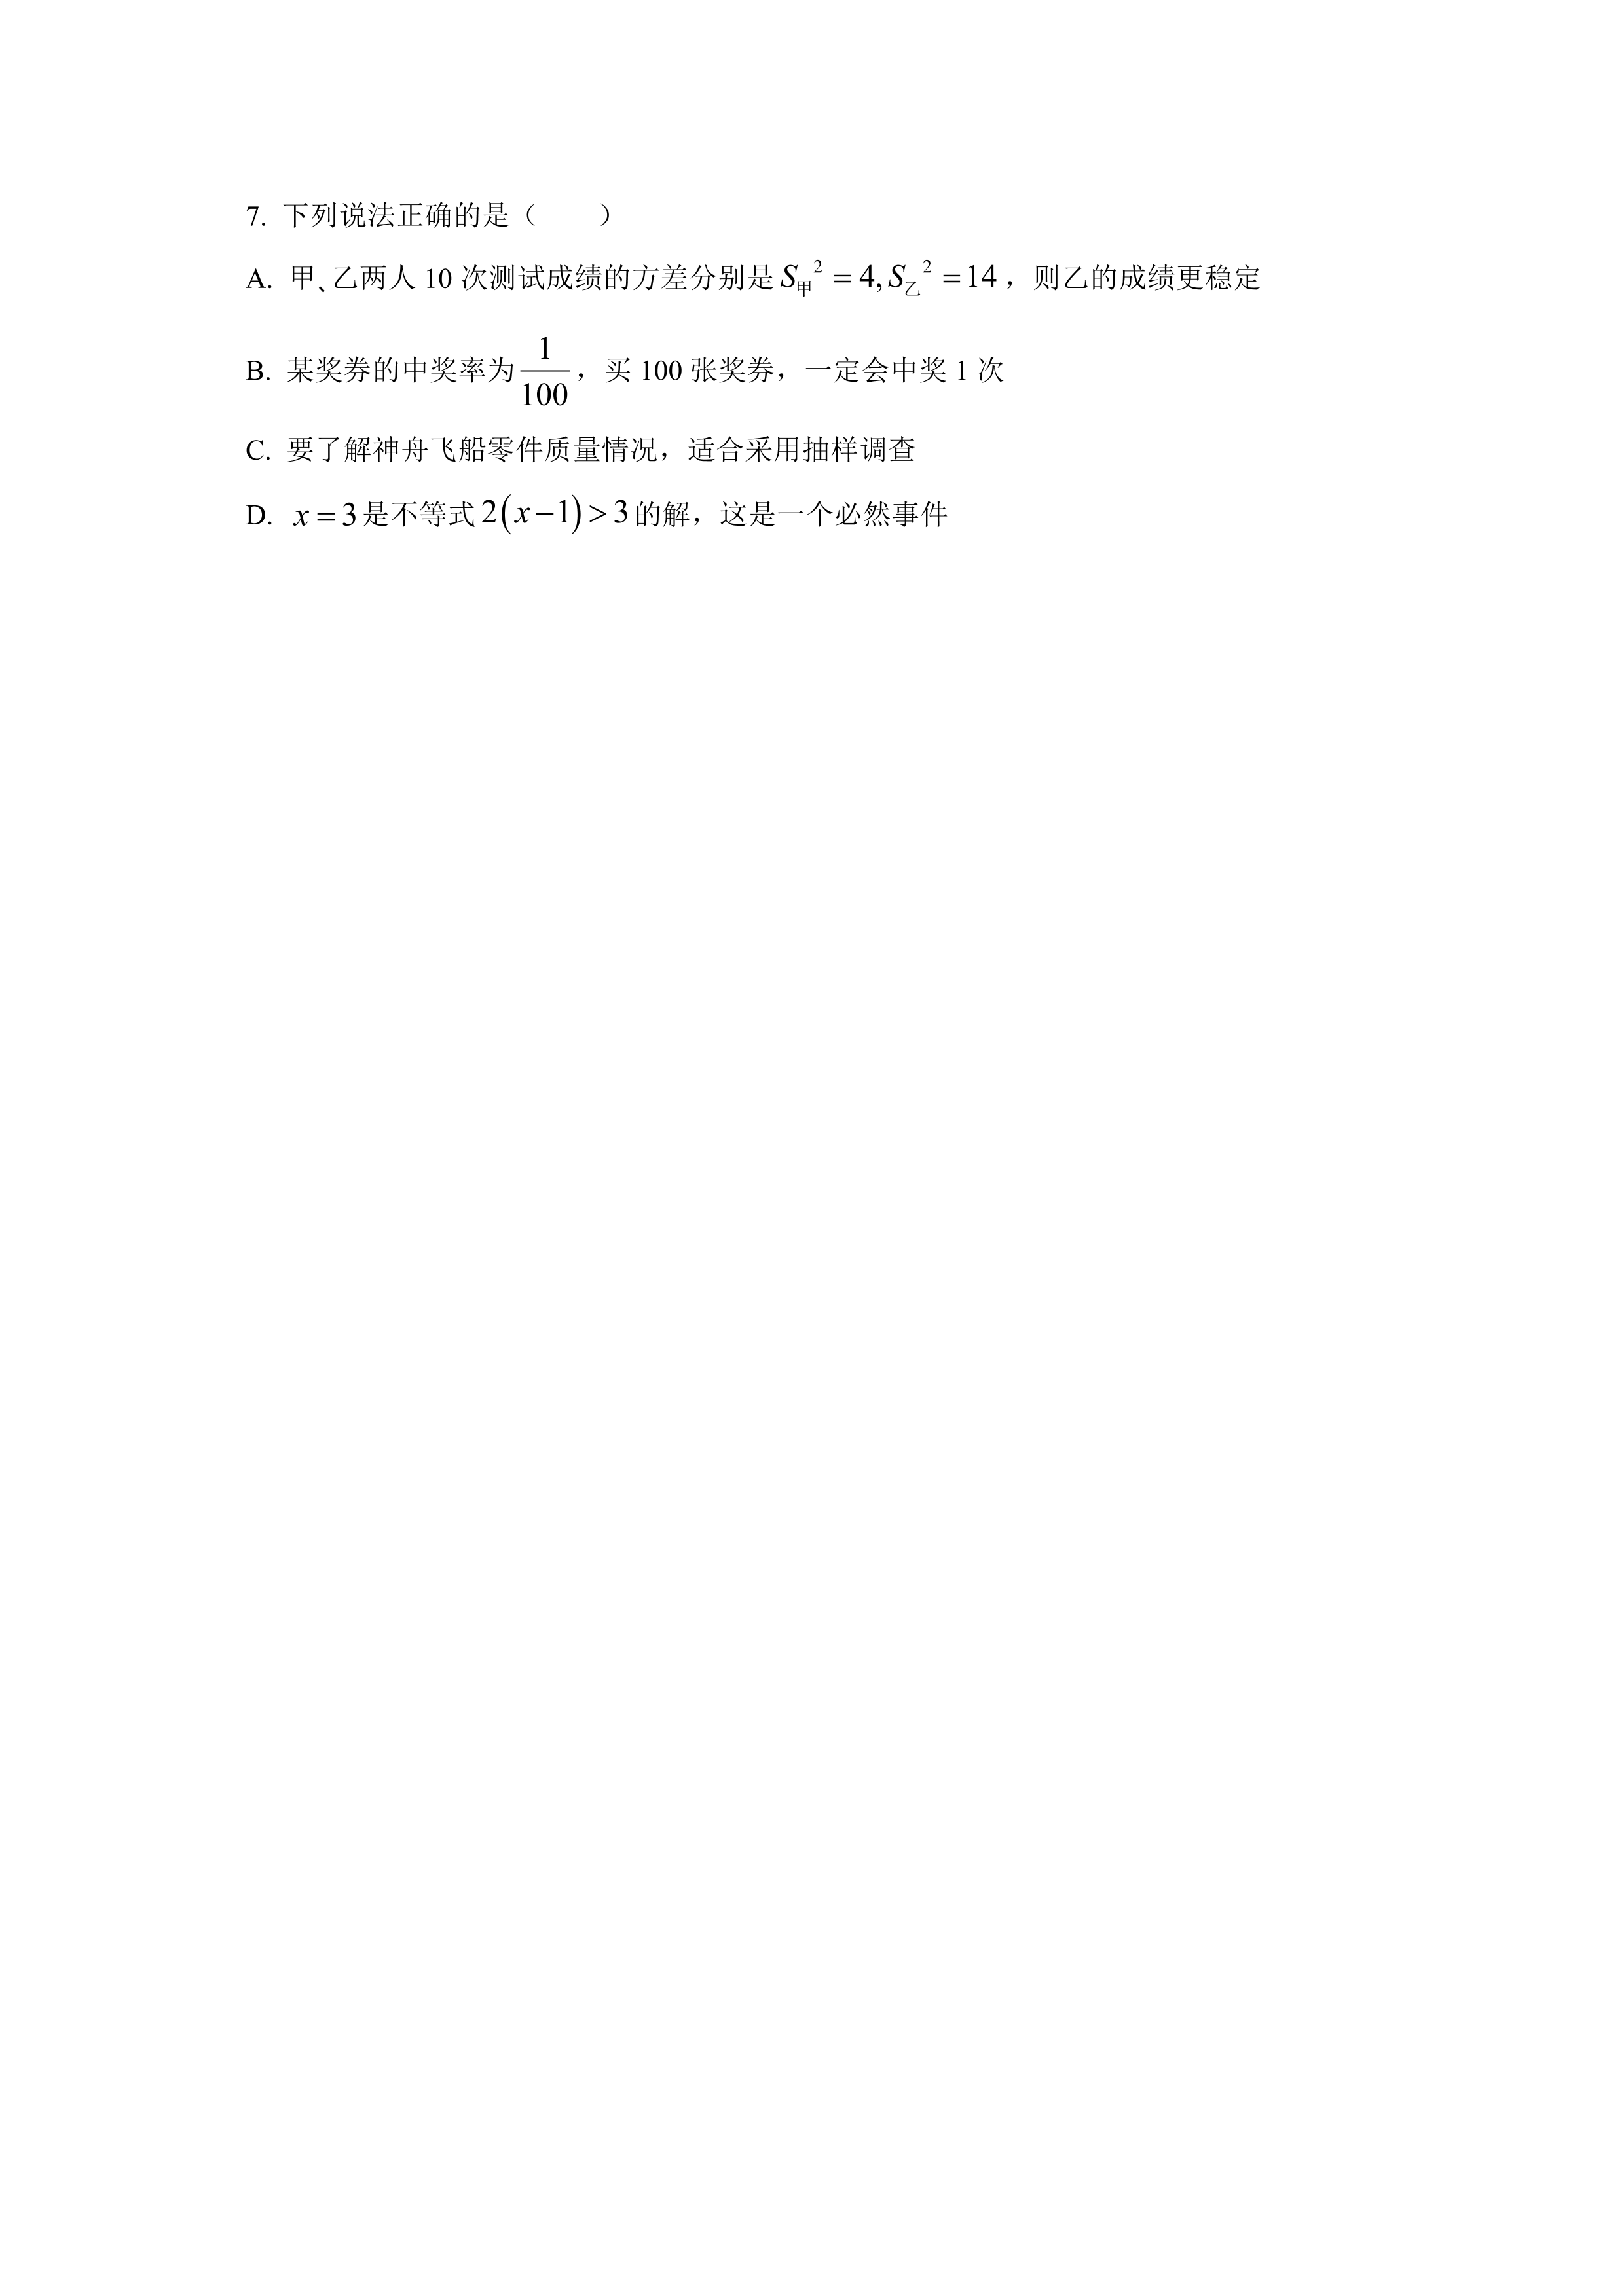 7. 下列说法正确的是（　　）
A. 甲、乙两人 10 次测试成绩的方差分别是 $S_{甲}^{2}=4, S_{乙}^{2}=14$，则乙的成绩更稳定
B. 某奖券的中奖率为 $\frac{1}{100}$，买 100 张奖券，一定会中奖 1 次
C. 要了解神舟飞船零件质量情况，适合采用抽样调查
D. $x=3$ 是不等式 $2(x-1)>3$ 的解，这是一个必然事件